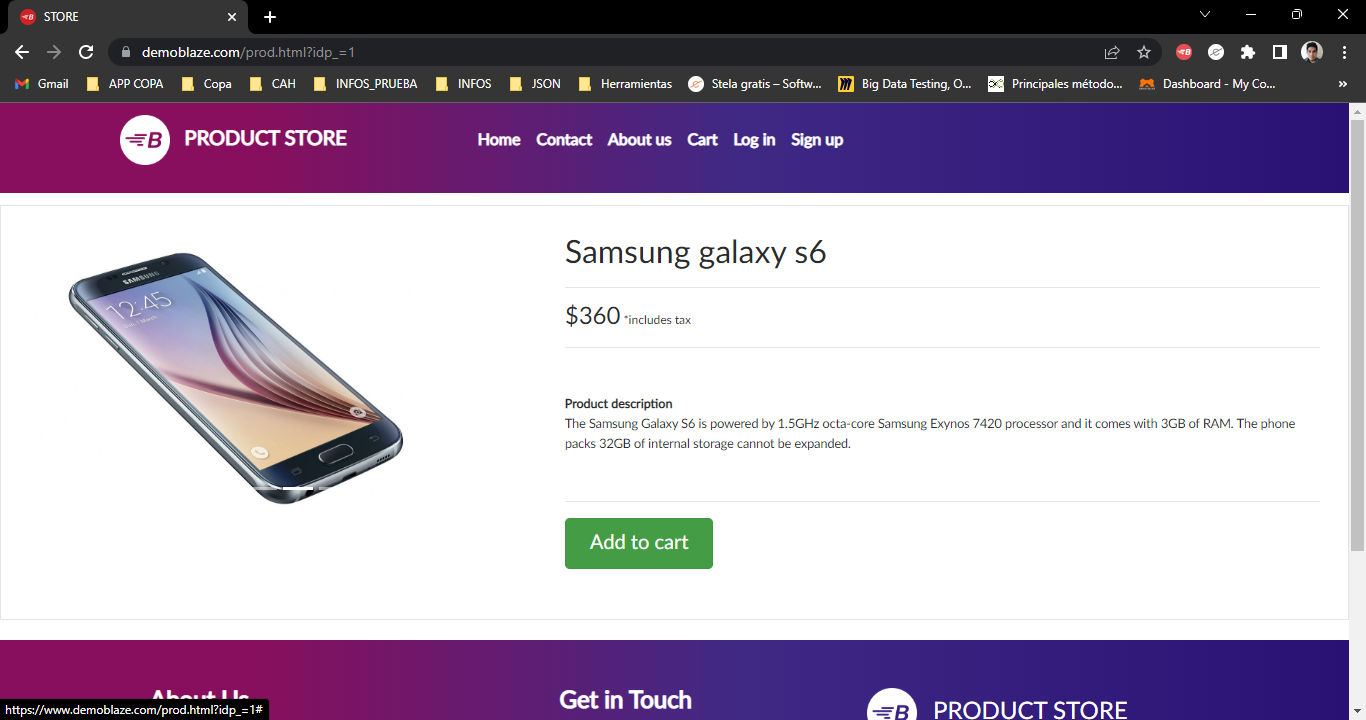 STORE
demoblaze.com/prod.html?idp_=1
Gmail APP COPA Copa CAH INFOS_PRUEBA INFOS JSON Herramientas Stela gratis – Softw... Big Data Testing, O... Principales método... Dashboard - My Co... »
B PRODUCT STORE Home Contact About us Cart Log in Sign up
Samsung galaxy s6
SAMSUNG
12:45
$360 *includes tax
Product description
The Samsung Galaxy S6 is powered by 1.5GHz octa-core Samsung Exynos 7420 processor and it comes with 3GB of RAM. The phone
packs 32GB of internal storage cannot be expanded.
Add to cart
About Us Get in Touch B PRODUCT STORE
https://www.demoblaze.com/prod.html?idp_=1#